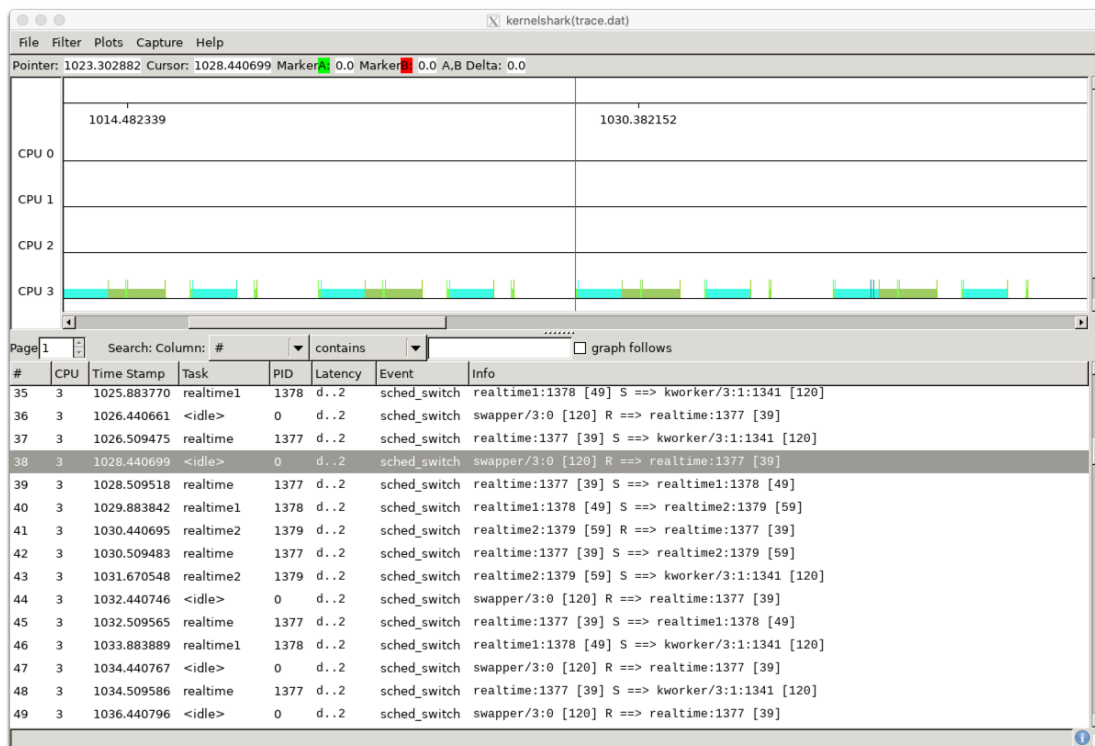 kernelshark(trace.dat)
File Filter Plots Capture Help
Pointer: 1023.302882 Cursor: 1028.440699 MarkerA: 0.0 MarkerB: 0.0 A,B Delta: 0.0
1014.482339 1030.382152
CPU 0
CPU 1
CPU 2
CPU 3
Page 1 Search: Column: # contains graph follows
# CPU Time Stamp Task PID Latency Event Info
35 3 1025.883770 realtime1 1378 d..2 sched_switch realtime1:1378 [49] S ==> kworker/3:1:1341 [120]
36 3 1026.440661 <idle> 0 d..2 sched_switch swapper/3:0 [120] R ==> realtime:1377 [39]
37 3 1026.509475 realtime 1377 d..2 sched_switch realtime:1377 [39] S ==> kworker/3:1:1341 [120]
38 3 1028.440699 <idle> 0 d..2 sched_switch swapper/3:0 [120] R ==> realtime:1377 [39]
39 3 1028.509518 realtime 1377 d..2 sched_switch realtime:1377 [39] S ==> realtime1:1378 [49]
40 3 1029.883842 realtime1 1378 d..2 sched_switch realtime1:1378 [49] S ==> realtime2:1379 [59]
41 3 1030.440695 realtime2 1379 d..2 sched_switch realtime2:1379 [59] R ==> realtime:1377 [39]
42 3 1030.509483 realtime 1377 d..2 sched_switch realtime:1377 [39] S ==> realtime2:1379 [59]
43 3 1031.670548 realtime2 1379 d..2 sched_switch realtime2:1379 [59] S ==> kworker/3:1:1341 [120]
44 3 1032.440746 <idle> 0 d..2 sched_switch swapper/3:0 [120] R ==> realtime:1377 [39]
45 3 1032.509565 realtime 1377 d..2 sched_switch realtime:1377 [39] S ==> realtime1:1378 [49]
46 3 1033.883889 realtime1 1378 d..2 sched_switch realtime1:1378 [49] S ==> kworker/3:1:1341 [120]
47 3 1034.440767 <idle> 0 d..2 sched_switch swapper/3:0 [120] R ==> realtime:1377 [39]
48 3 1034.509586 realtime 1377 d..2 sched_switch realtime:1377 [39] S ==> kworker/3:1:1341 [120]
49 3 1036.440796 <idle> 0 d..2 sched_switch swapper/3:0 [120] R ==> realtime:1377 [39]